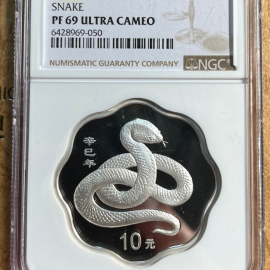 SNAKE
PF 69 ULTRA CAMEO
6428969-050
NUMISMATIC GUARANTY COMPANY
NGC
辛巳年
10元